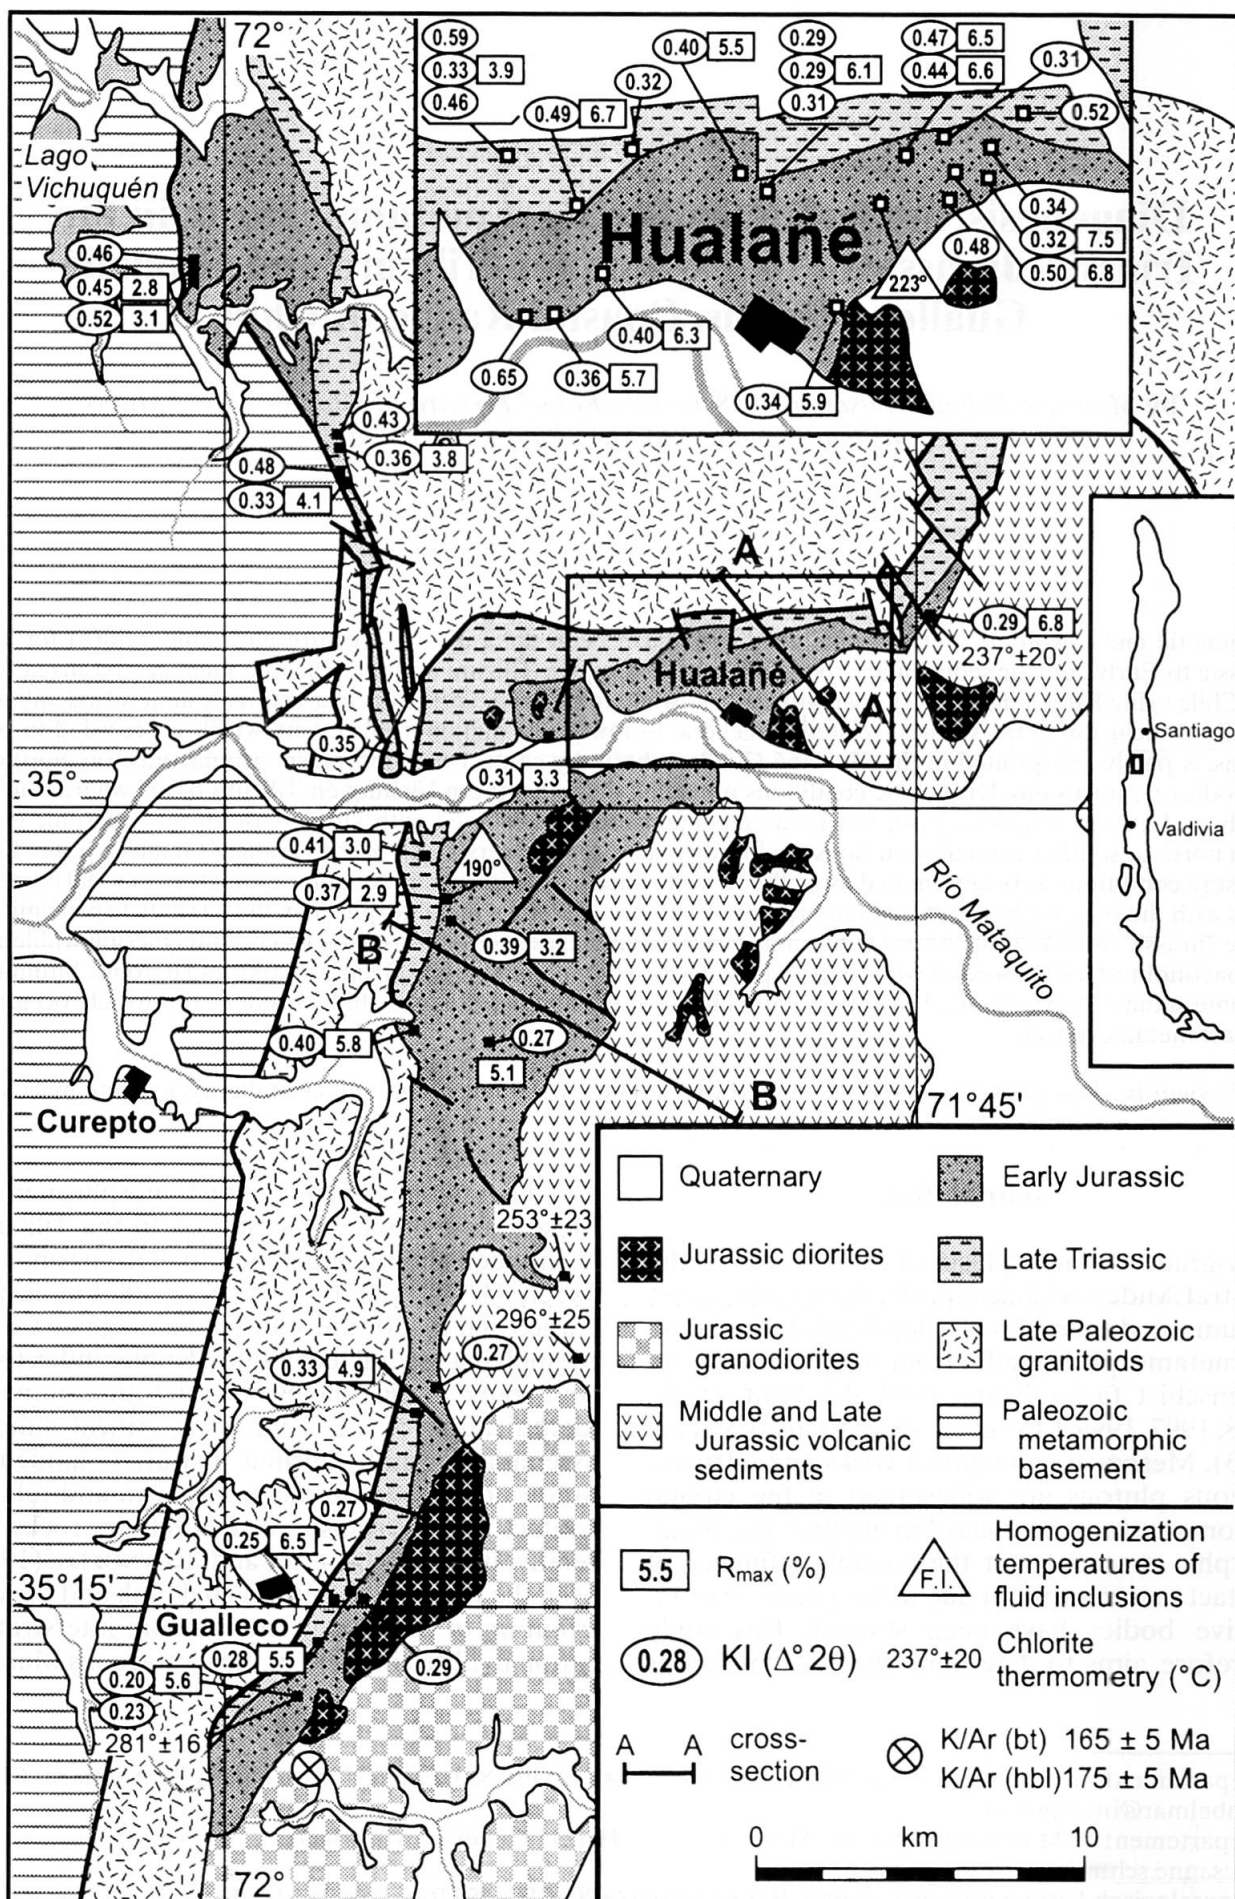 72°
0.59
0.33 3.9
0.46
0.49 6.7
0.32
0.40 5.5
0.29
0.29 6.1
0.31
0.47 6.5
0.44 6.6
0.31
0.52
0.34
0.32 7.5
0.50 6.8
0.48
223°
Hualañé
0.65
0.36 5.7
0.40 6.3
0.34 5.9
Lago
Vichuquén
0.46
0.45 2.8
0.52 3.1
0.43
0.36 3.8
0.48
0.33 4.1
A
0.29 6.8
237°±20
Hualañé
A
0.35
0.31 3.3
35°
0.41 3.0
190°
0.37 2.9
B
0.39 3.2
0.40 5.8
0.27
5.1
B
Río Mataquito
71°45'
Curepto
Santiago
Valdivia
253°±23
296°±25
0.27
0.33 4.9
0.27
0.25 6.5
35°15'
Gualleco
0.28 5.5
0.29
0.20 5.6
0.23
281°±16
72°
Quaternary
Early Jurassic
Jurassic diorites
Late Triassic
Jurassic
granodiorites
Late Paleozoic
granitoids
Middle and Late
Jurassic volcanic
sediments
Paleozoic
metamorphic
basement
5.5 Rmax (%)
F.I. Homogenization
temperatures of
fluid inclusions
0.28 KI (Δ° 2θ)
237°±20 Chlorite
thermometry (°C)
A A cross-
section
K/Ar (bt) 165 ± 5 Ma
K/Ar (hbl) 175 ± 5 Ma
0 km 10